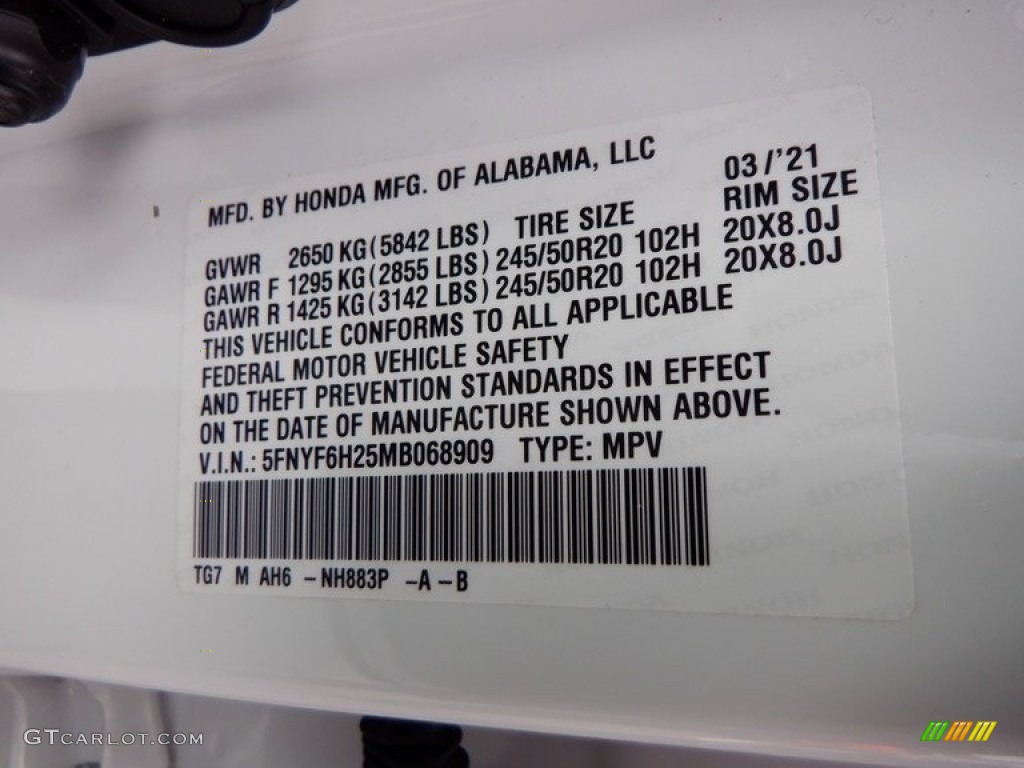 MFD. BY HONDA MFG. OF ALABAMA, LLC 03/'21
GVWR 2650 KG(5842 LBS) TIRE SIZE RIM SIZE
GAWR F 1295 KG(2855 LBS) 245/50R20 102H 20X8.0J
GAWR R 1425 KG(3142 LBS) 245/50R20 102H 20X8.0J
THIS VEHICLE CONFORMS TO ALL APPLICABLE
FEDERAL MOTOR VEHICLE SAFETY
AND THEFT PREVENTION STANDARDS IN EFFECT
ON THE DATE OF MANUFACTURE SHOWN ABOVE.
V.I.N.: 5FNYF6H25MB068909 TYPE: MPV
TG7 M AH6 -NH883P -A -B
GTCARLOT.COM